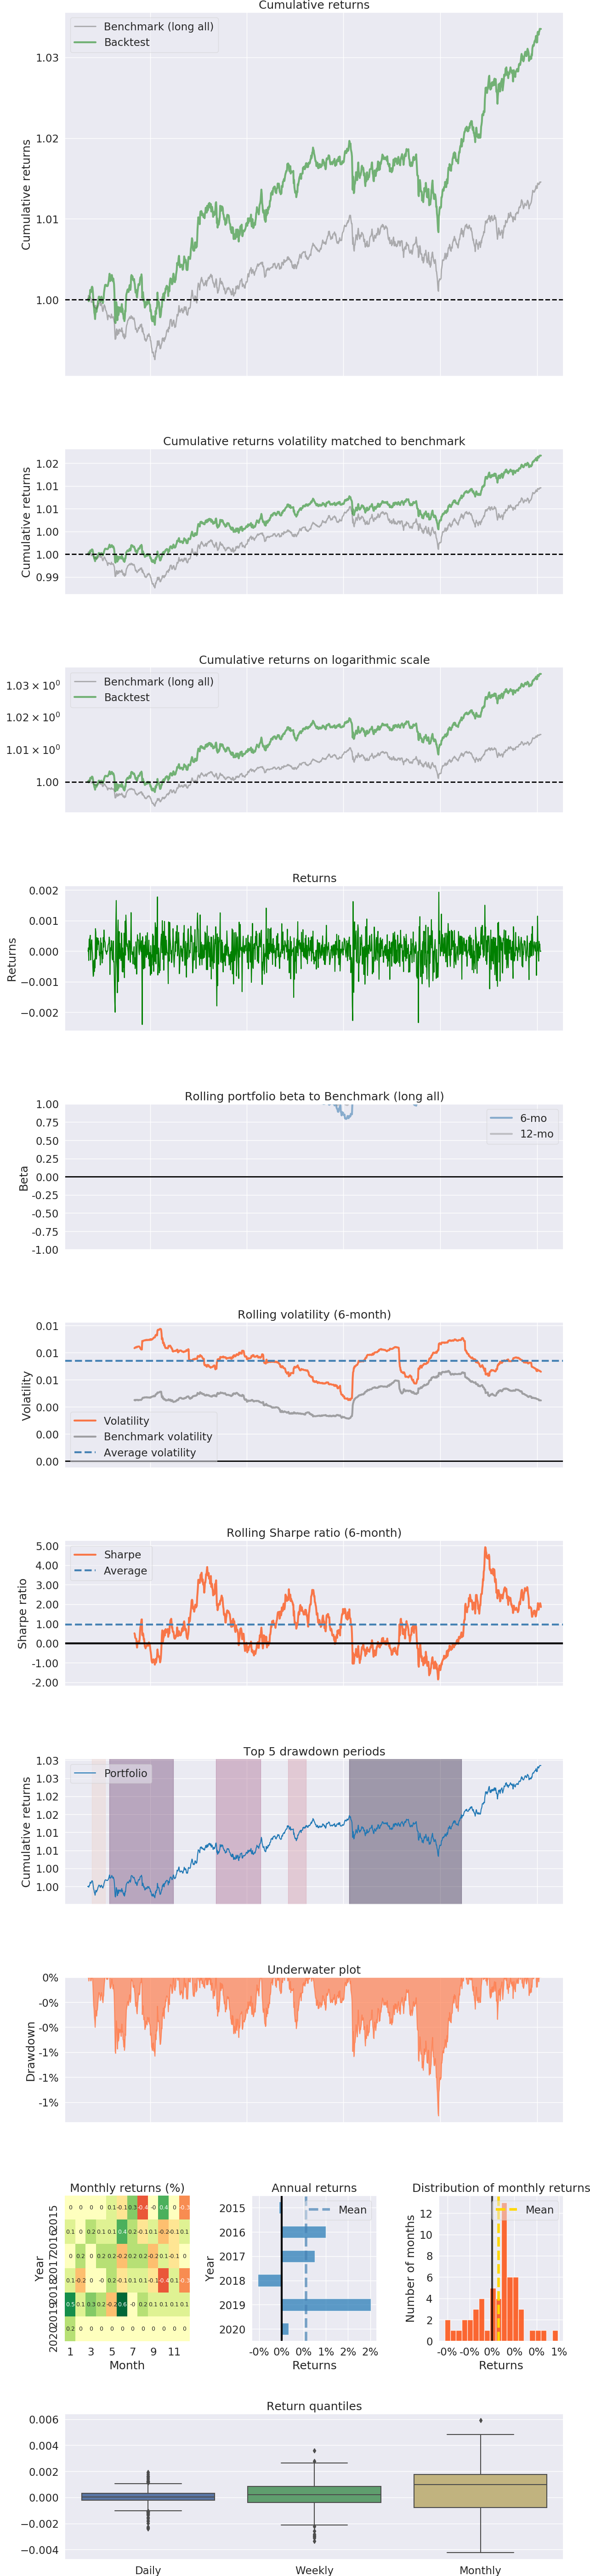 Cumulative returns
Benchmark (long all)
Backtest
1.03
1.02
1.01
1.00
Cumulative returns
Cumulative returns volatility matched to benchmark
1.02
1.01
1.01
1.00
1.00
0.99
Cumulative returns
Cumulative returns on logarithmic scale
Benchmark (long all)
Backtest
1.03 × 10⁰
1.02 × 10⁰
1.01 × 10⁰
1.00
Returns
0.002
0.001
0.000
−0.001
−0.002
Returns
Rolling portfolio beta to Benchmark (long all)
6-mo
12-mo
1.00
0.75
0.50
0.25
0.00
-0.25
-0.50
-0.75
-1.00
Beta
Rolling volatility (6-month)
0.01
0.01
0.01
0.00
0.00
0.00
Volatility
Volatility
Benchmark volatility
Average volatility
Rolling Sharpe ratio (6-month)
Sharpe
Average
5.00
4.00
3.00
2.00
1.00
0.00
-1.00
-2.00
Sharpe ratio
Top 5 drawdown periods
Portfolio
1.03
1.03
1.02
1.02
1.01
1.01
1.00
1.00
Cumulative returns
Underwater plot
0%
-0%
-0%
-1%
-1%
-1%
Drawdown
Monthly returns (%)
Year
2015
2016
2017
2018
2019
2020
1 3 5 7 9 11
Month
Annual returns
Mean
Year
2015
2016
2017
2018
2019
2020
-0% 0% 0% 1% 2% 2%
Returns
Distribution of monthly returns
Mean
Number of months
12
10
8
6
4
2
0
-0% 0% 0% 0% 1%
Returns
Return quantiles
0.006
0.004
0.002
0.000
−0.002
−0.004
Daily Weekly Monthly